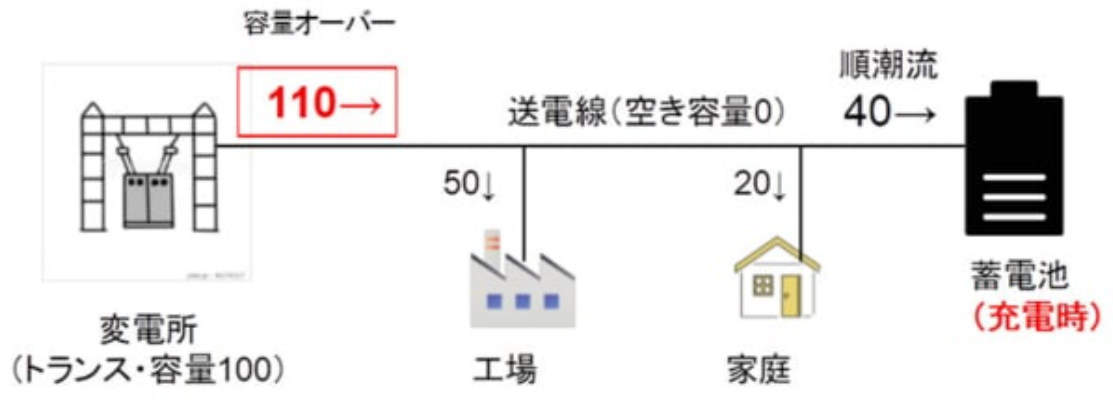 容量オーバー
110→
順潮流
送電線(空き容量0)
40→
50↓
20↓
変電所
(トランス・容量100)
工場
家庭
蓄電池
(充電時)